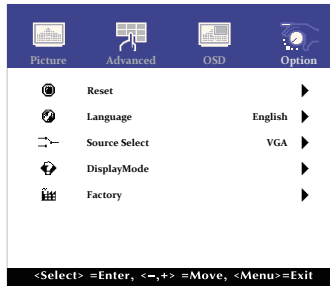 Picture Advanced OSD Option
Reset
Language English
Source Select VGA
DisplayMode
Factory
<Select> =Enter, <−,+> =Move, <Menu>=Exit